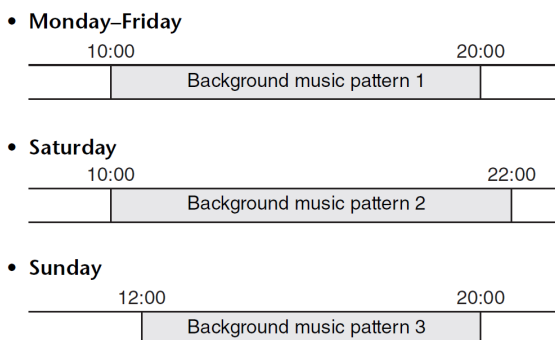 • Monday–Friday
10:00 20:00
Background music pattern 1
• Saturday
10:00 22:00
Background music pattern 2
• Sunday
12:00 20:00
Background music pattern 3